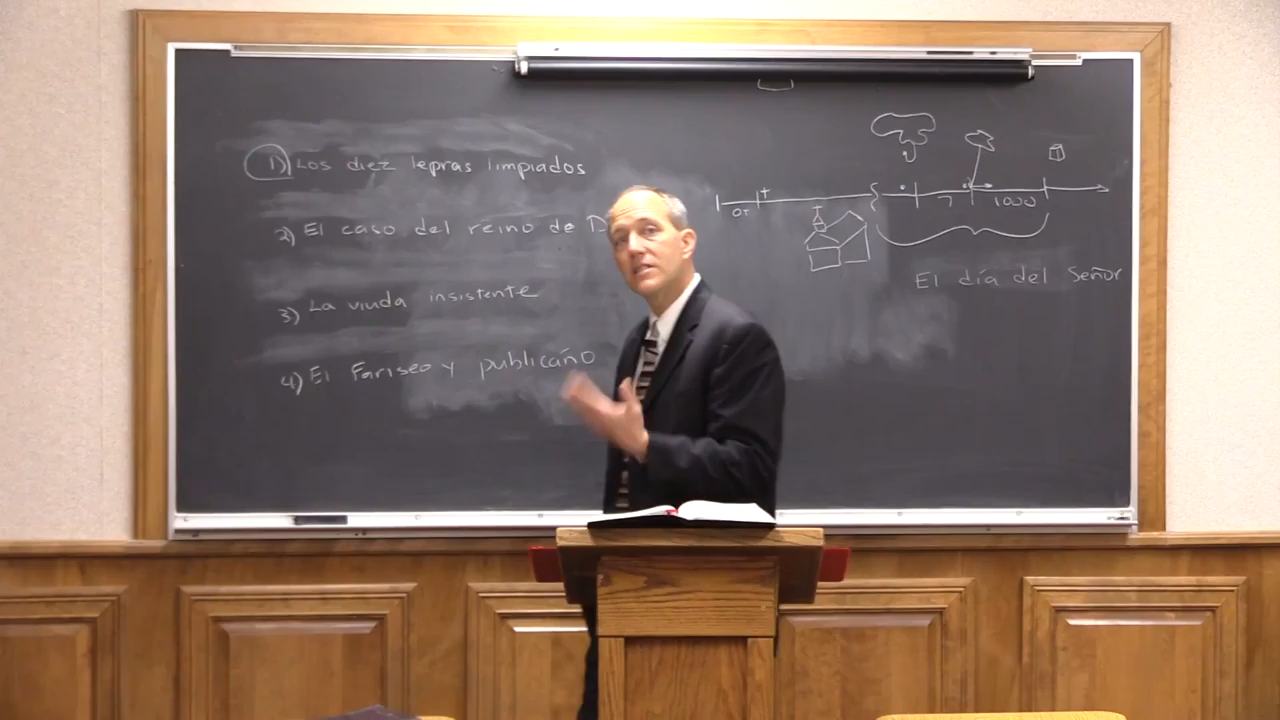 1) Los diez lepras limpiados
2) El caso del reino de D
3) La viuda insistente
4) El Fariseo y publicano
OT
7
1000
El día del Señor